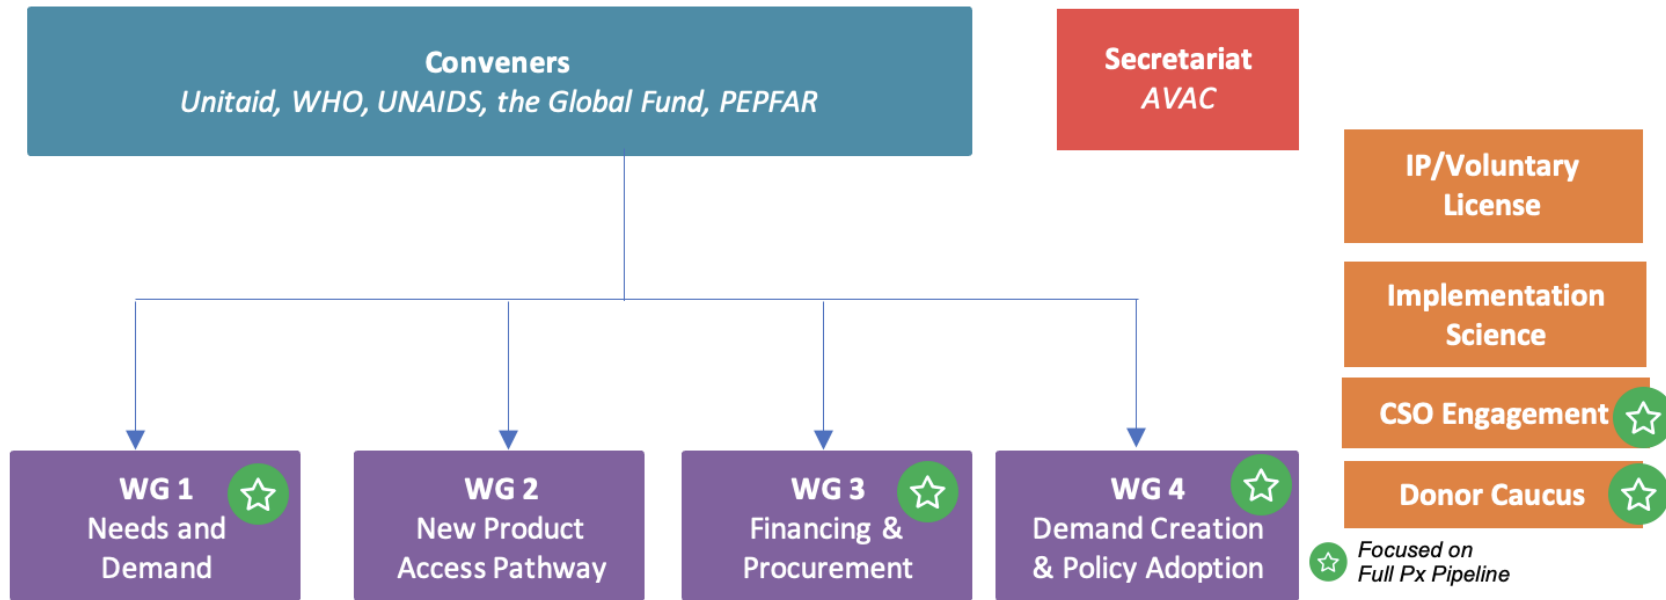 Conveners
Unitaid, WHO, UNAIDS, the Global Fund, PEPFAR
Secretariat
AVAC
IP/Voluntary
License
Implementation
Science
CSO Engagement
Donor Caucus
WG 1
Needs and
Demand
WG 2
New Product
Access Pathway
WG 3
Financing &
Procurement
WG 4
Demand Creation
& Policy Adoption
Focused on
Full Px Pipeline